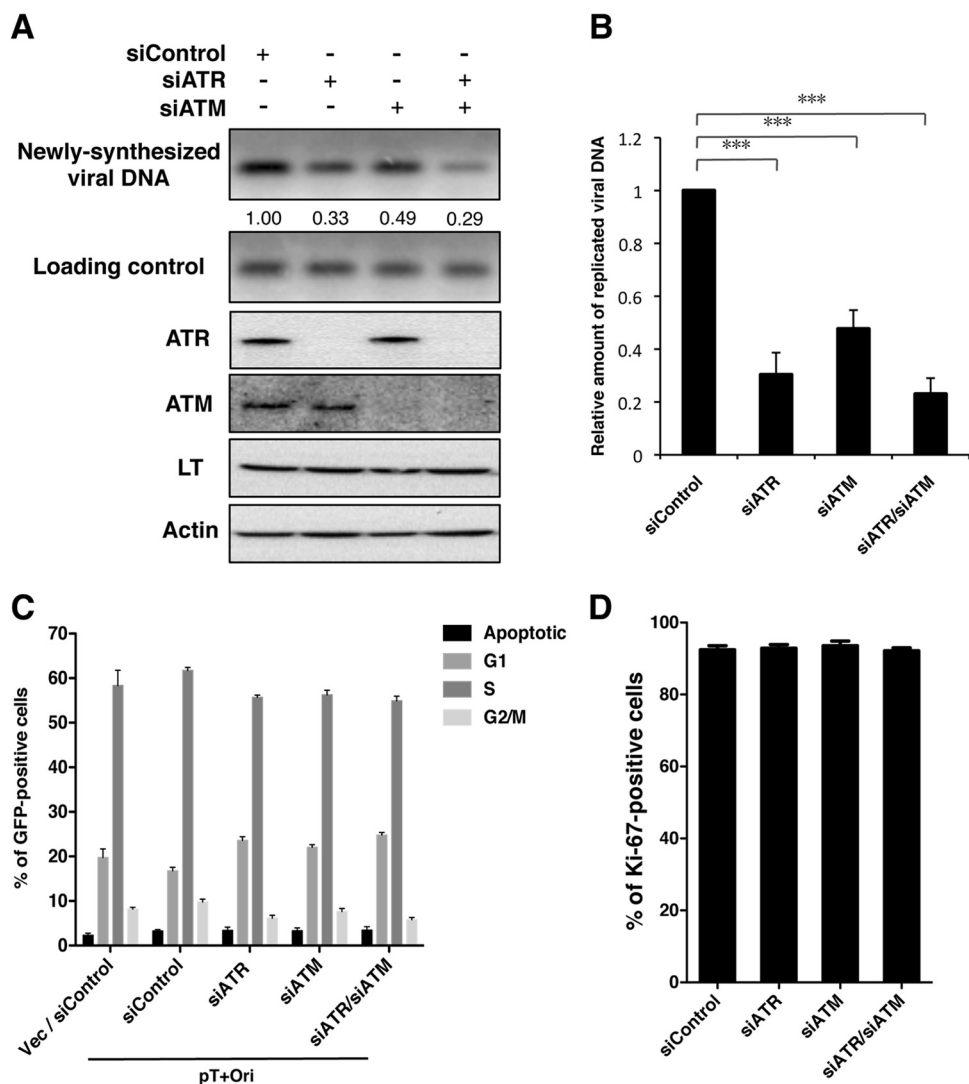 A
siControl + - - -
siATR - + - +
siATM - - + +
Newly-synthesized
viral DNA
1.00 0.33 0.49 0.29
Loading control
ATR
ATM
LT
Actin
B
***
***
***
Relative amount of replicated viral DNA
1.2
1
0.8
0.6
0.4
0.2
0
siControl
siATR
siATM
siATR/siATM
C
% of GFP-positive cells
70
60
50
40
30
20
10
0
Apoptotic
G1
S
G2/M
Vec / siControl
siControl
siATR
siATM
siATR/siATM
pT+Ori
D
% of Ki-67-positive cells
100
80
60
40
20
0
siControl
siATR
siATM
siATR/siATM